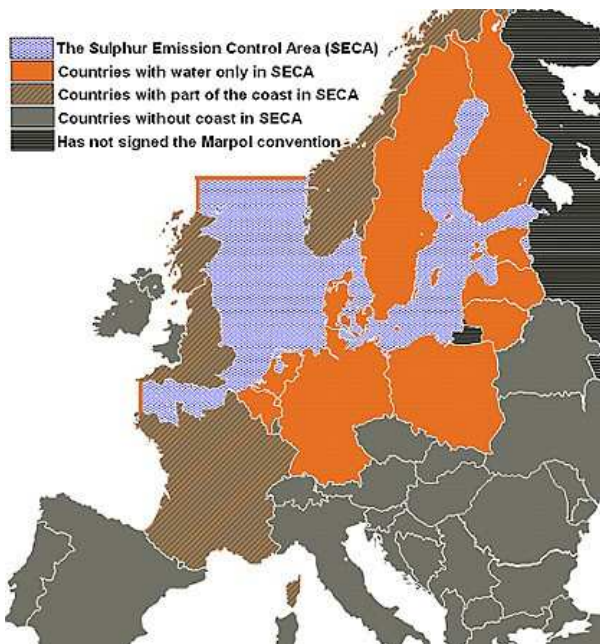 The Sulphur Emission Control Area (SECA)
Countries with water only in SECA
Countries with part of the coast in SECA
Countries without coast in SECA
Has not signed the Marpol convention